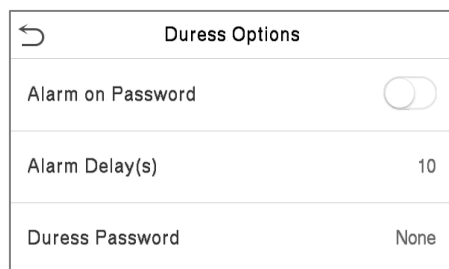 Duress Options
Alarm on Password
Alarm Delay(s) 10
Duress Password None